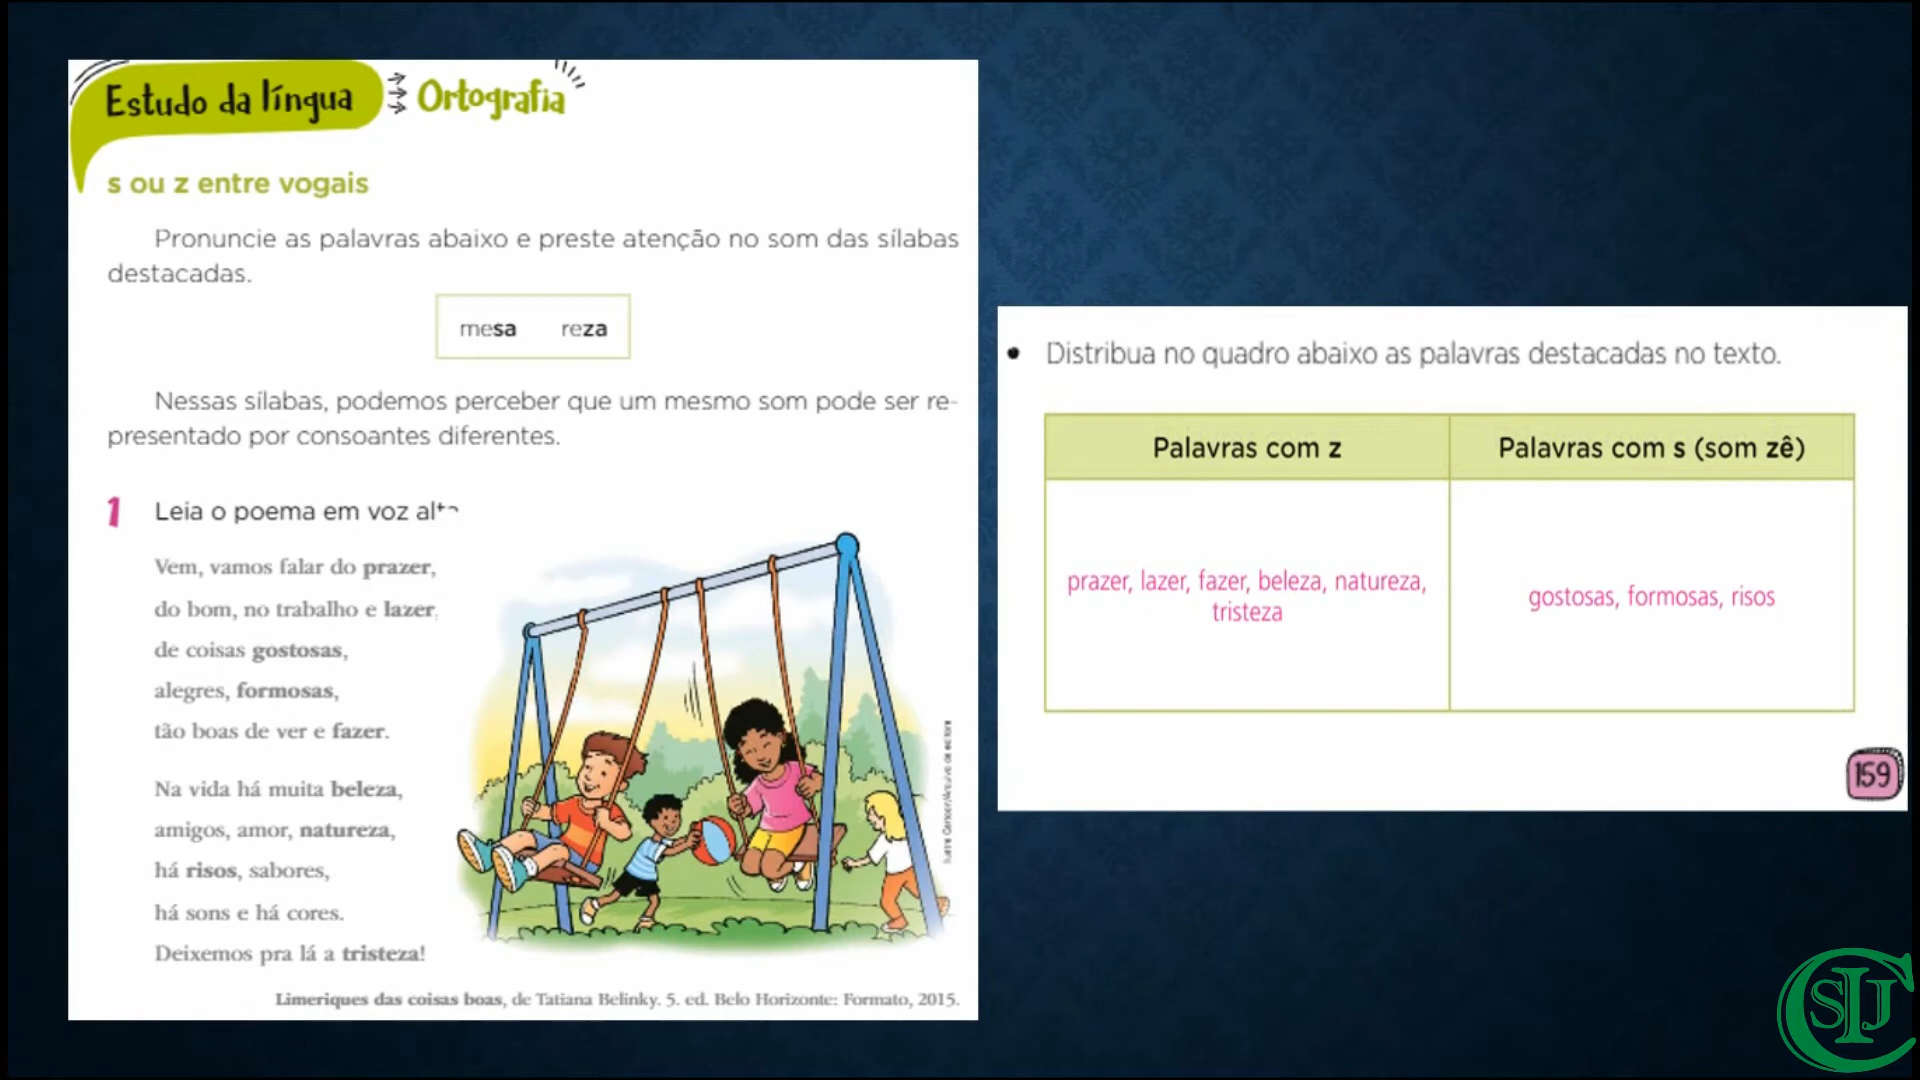 Estudo da língua Ortografia
s ou z entre vogais
Pronuncie as palavras abaixo e preste atenção no som das sílabas
destacadas.
mesa reza
Nessas sílabas, podemos perceber que um mesmo som pode ser re-
presentado por consoantes diferentes.
1 Leia o poema em voz alta
Vem, vamos falar do prazer,
do bom, no trabalho e lazer,
de coisas gostosas,
alegres, formosas,
tão boas de ver e fazer.
Na vida há muita beleza,
amigos, amor, natureza,
há risos, sabores,
há sons e há cores.
Deixemos pra lá a tristeza!
Limeriques das coisas boas, de Tatiana Belinky. 5. ed. Belo Horizonte: Formato, 2015.
• Distribua no quadro abaixo as palavras destacadas no texto.
Palavras com z
Palavras com s (som zê)
prazer, lazer, fazer, beleza, natureza,
tristeza
gostosas, formosas, risos
159